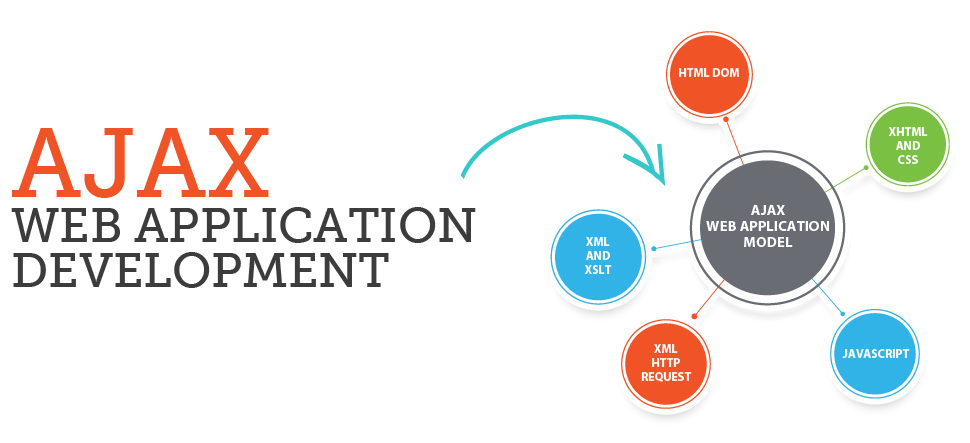 AJAX
WEB APPLICATION
DEVELOPMENT
HTML DOM
XHTML
AND
CSS
AJAX
WEB APPLICATION
MODEL
XML
AND
XSLT
XML
HTTP
REQUEST
JAVASCRIPT